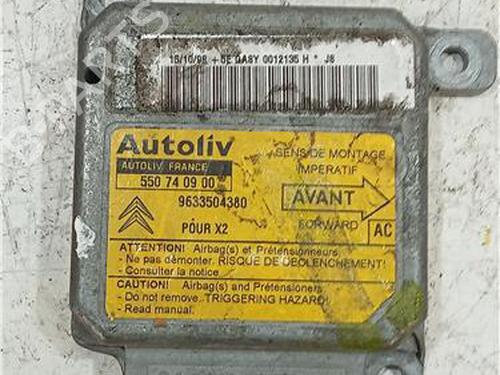 15/10/98 +5E QA8Y 0012135 H * J8
Autoliv
AUTOLIV FRANCE
550 74 09 00
9633504380
POUR X2
SENS DE MONTAGE
IMPERATIF
AVANT
FORWARD
AC
ATTENTION! Airbag(s) et Prétensionneurs
- Ne pas démonter. RISQUE DE DECLENCHEMENT!
- Consulter la notice
CAUTION! Airbag(s) and Pretensioners
- Do not remove. TRIGGERING HAZARD!
- Read manual.